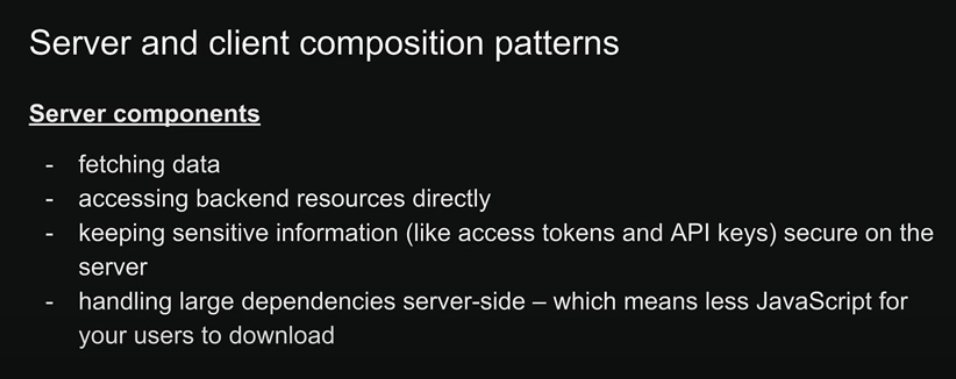 Server and client composition patterns
Server components
- fetching data
- accessing backend resources directly
- keeping sensitive information (like access tokens and API keys) secure on the
server
- handling large dependencies server-side – which means less JavaScript for
your users to download